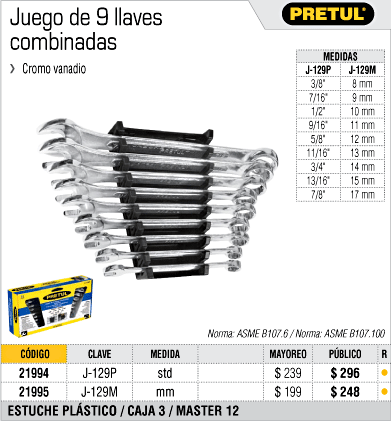 Juego de 9 llaves
combinadas
❯ Cromo vanadio
PRETUL®
MEDIDAS
J-129P J-129M
3/8" 8 mm
7/16" 9 mm
1/2" 10 mm
9/16" 11 mm
5/8" 12 mm
11/16" 13 mm
3/4" 14 mm
13/16" 15 mm
7/8" 17 mm
PRETUL
Norma: ASME B107.6 / Norma: ASME B107.100
CÓDIGO CLAVE MEDIDA MAYOREO PÚBLICO R
21994 J-129P std $ 239 $ 296
21995 J-129M mm $ 199 $ 248
ESTUCHE PLÁSTICO / CAJA 3 / MASTER 12